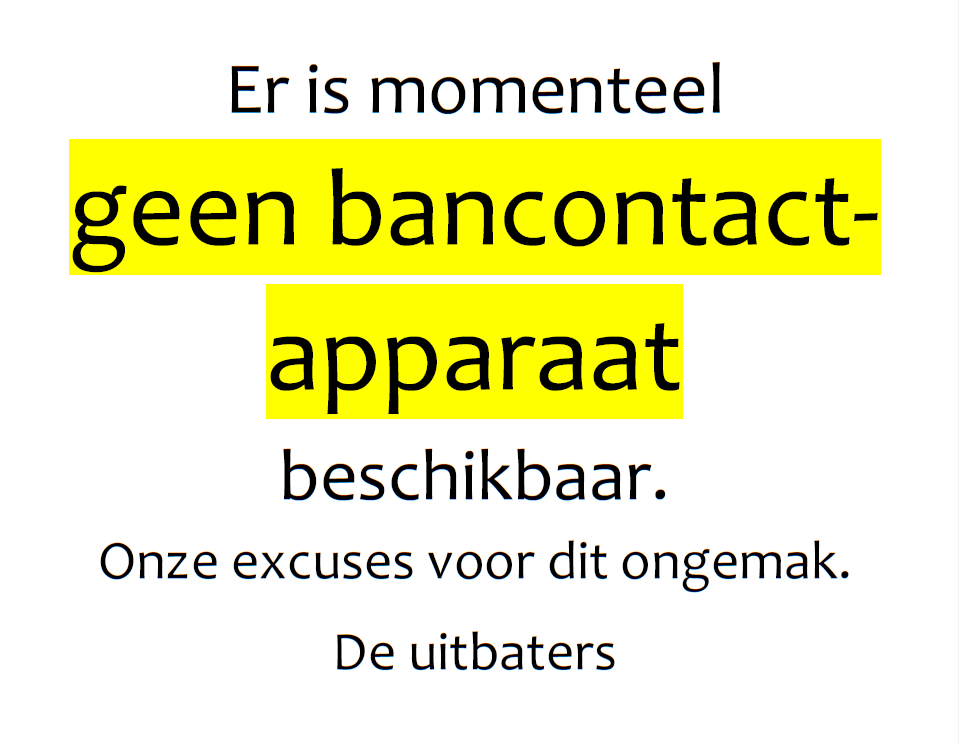 Er is momenteel
geen bancontact-
apparaat
beschikbaar.
Onze excuses voor dit ongemak.
De uitbaters